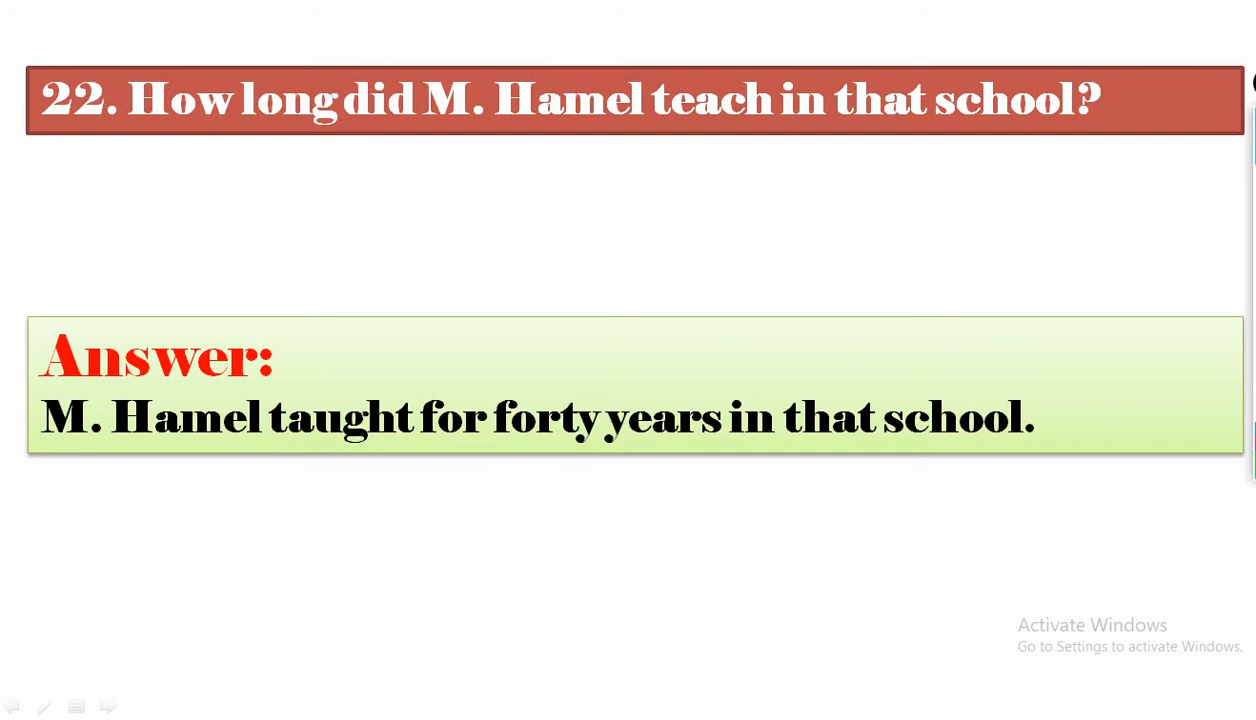 22. How long did M. Hamel teach in that school?
Answer:
M. Hamel taught for forty years in that school.
Activate Windows
Go to Settings to activate Windows.